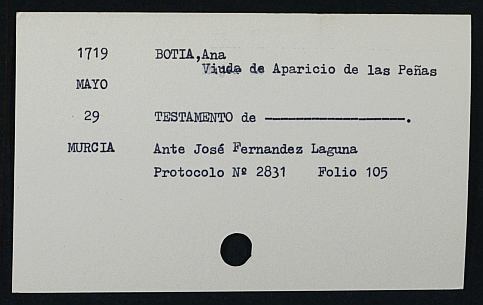 1719 BOTIA,Ana
Viuda de Aparicio de las Peñas
MAYO
29 TESTAMENTO de ------------------.
MURCIA Ante José Fernandez Laguna
Protocolo Nº 2831 Folio 105